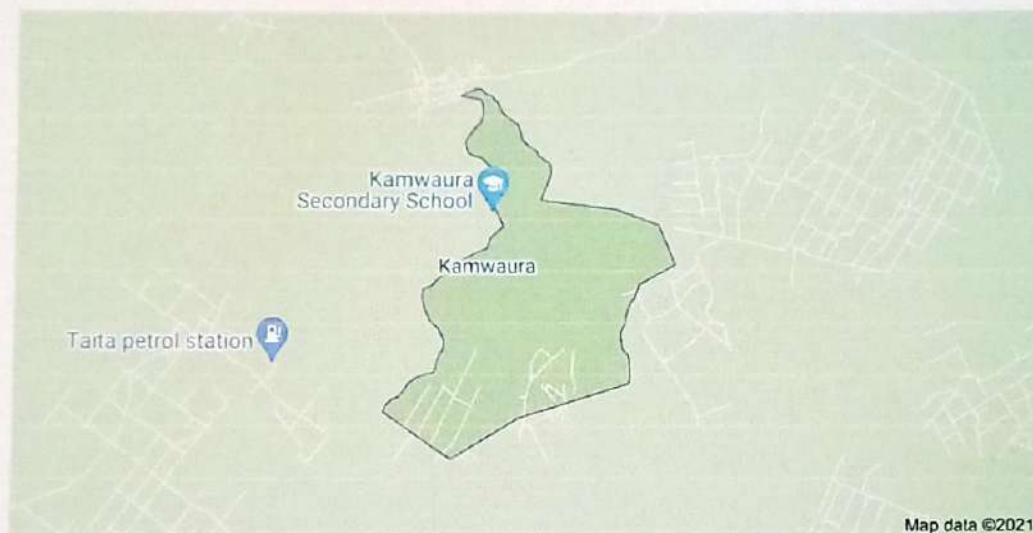 Kamwaura
Secondary School
Kamwaura
Taita petrol station
Map data ©2021